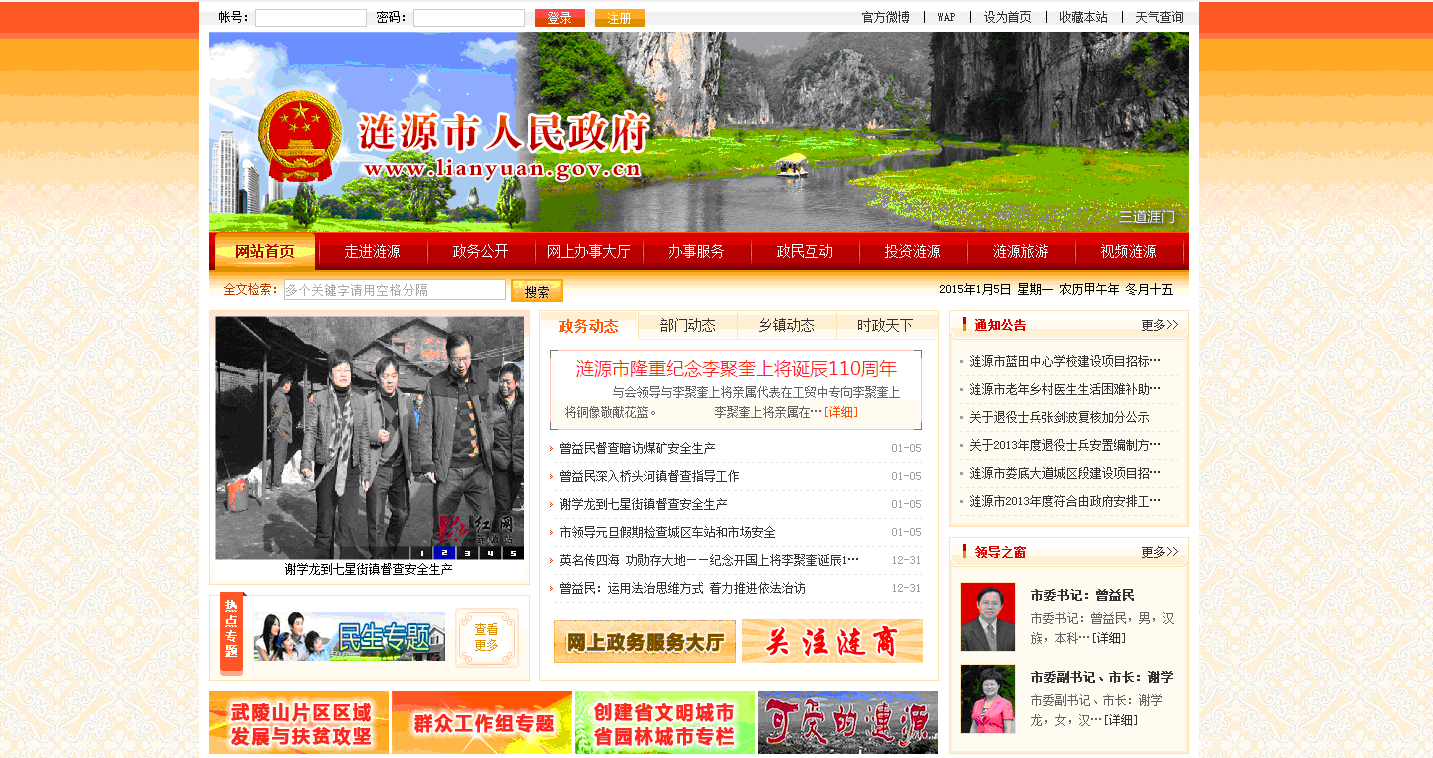 帐号： 密码： 登录 注册 官方微博 | WAP | 设为首页 | 收藏本站 | 天气查询
涟源市人民政府
www.lianyuan.gov.cn
三道涯门
网站首页 走进涟源 政务公开 网上办事大厅 办事服务 政民互动 投资涟源 涟源旅游 视频涟源
全文检索： 多个关键字请用空格分隔 搜索 2015年1月5日 星期一 农历甲午年 冬月十五
红网
1 2 3 4 5
谢学龙到七星街镇督查安全生产
热点专题
民生专题
查看
更多
政务动态 部门动态 乡镇动态 时政天下
涟源市隆重纪念李聚奎上将诞辰110周年
与会领导与李聚奎上将亲属代表在工贸中专向李聚奎上
将铜像敬献花篮。 李聚奎上将亲属在…[详细]
曾益民督查暗访煤矿安全生产 01-05
曾益民深入桥头河镇督查指导工作 01-05
谢学龙到七星街镇督查安全生产 01-05
市领导元旦假期检查城区车站和市场安全 01-05
英名传四海 功勋存大地——纪念开国上将李聚奎诞辰1… 12-31
曾益民：运用法治思维方式 着力推进依法治访 12-31
网上政务服务大厅 关注涟商
通知公告 更多>>
涟源市蓝田中心学校建设项目招标…
涟源市老年乡村医生生活困难补助…
关于退役士兵张剑波复核加分公示
关于2013年度退役士兵安置编制方…
涟源市娄底大道城区段建设项目招…
涟源市2013年度符合由政府安排工…
领导之窗 更多>>
市委书记：曾益民
市委书记：曾益民，男，汉
族，本科…[详细]
市委副书记、市长：谢学
市委副书记、市长：谢学
龙，女，汉…[详细]
武陵山片区区域
发展与扶贫攻坚
群众工作组专题
创建省文明城市
省园林城市专栏
可爱的涟源